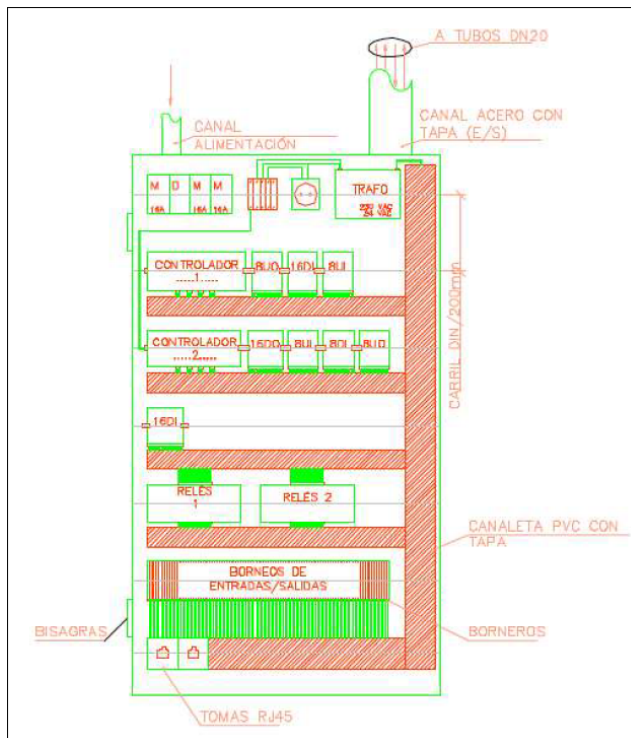 A TUBOS DN20
CANAL
ALIMENTACIÓN
CANAL ACERO CON
TAPA (E/S)
M D M M
16A 16A 16A
TRAFO
230 VAC
24 VAC
CONTROLADOR
.....1.....
8UO
16DI
8UI
CARRIL DIN/200mm
CONTROLADOR
.....2.....
16DO
8UI
8DI
8UO
16DI
RELÉS
1
RELÉS 2
CANALETA PVC CON
TAPA
BORNEOS DE
ENTRADAS/SALIDAS
BISAGRAS
BORNEROS
TOMAS RJ45